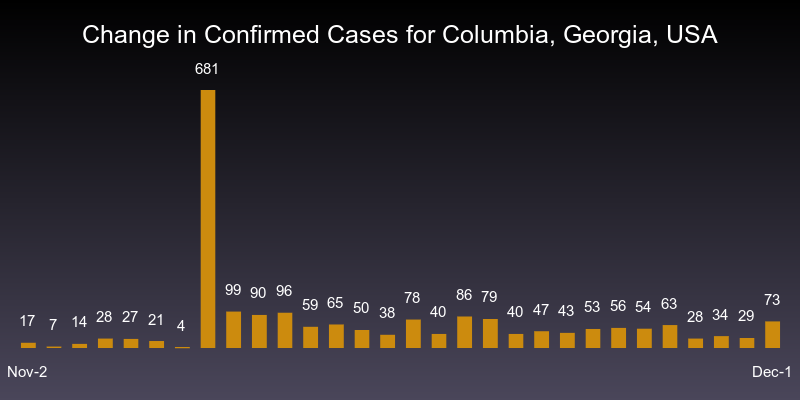 Change in Confirmed Cases for Columbia, Georgia, USA
681
17 7 14 28 27 21 4 99 90 96 59 65 50 38 78 40 86 79 40 47 43 53 56 54 63 28 34 29 73
Nov-2 Dec-1